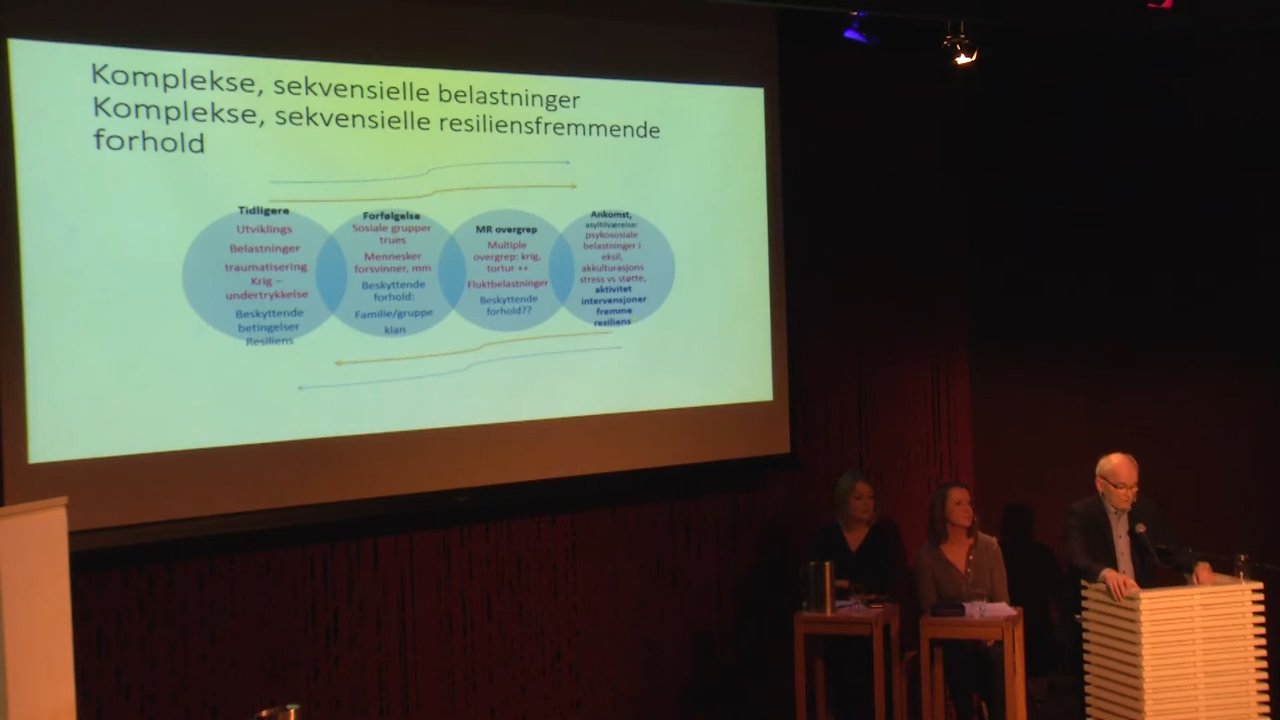 Komplekse, sekvensielle belastninger
Komplekse, sekvensielle resiliensfremmende
forhold
Tidligere
Utviklings
Belastninger
traumatisering
Krig –
undertrykkelse
Beskyttende
betingelser
Resiliens
Forfølgelse
Sosiale grupper
trues
Mennesker
forsvinner, mm
Beskyttende
forhold:
Familie/gruppe
klan
MR overgrep
Multiple
overgrep: krig,
tortur ++
Fluktbelastninger
Beskyttende
forhold??
Ankomst,
asyltilværelse:
psykososiale
belastninger i
eksil,
akkulturasjons
stress vs støtte,
aktivitet
intervensjoner
fremme
resiliens